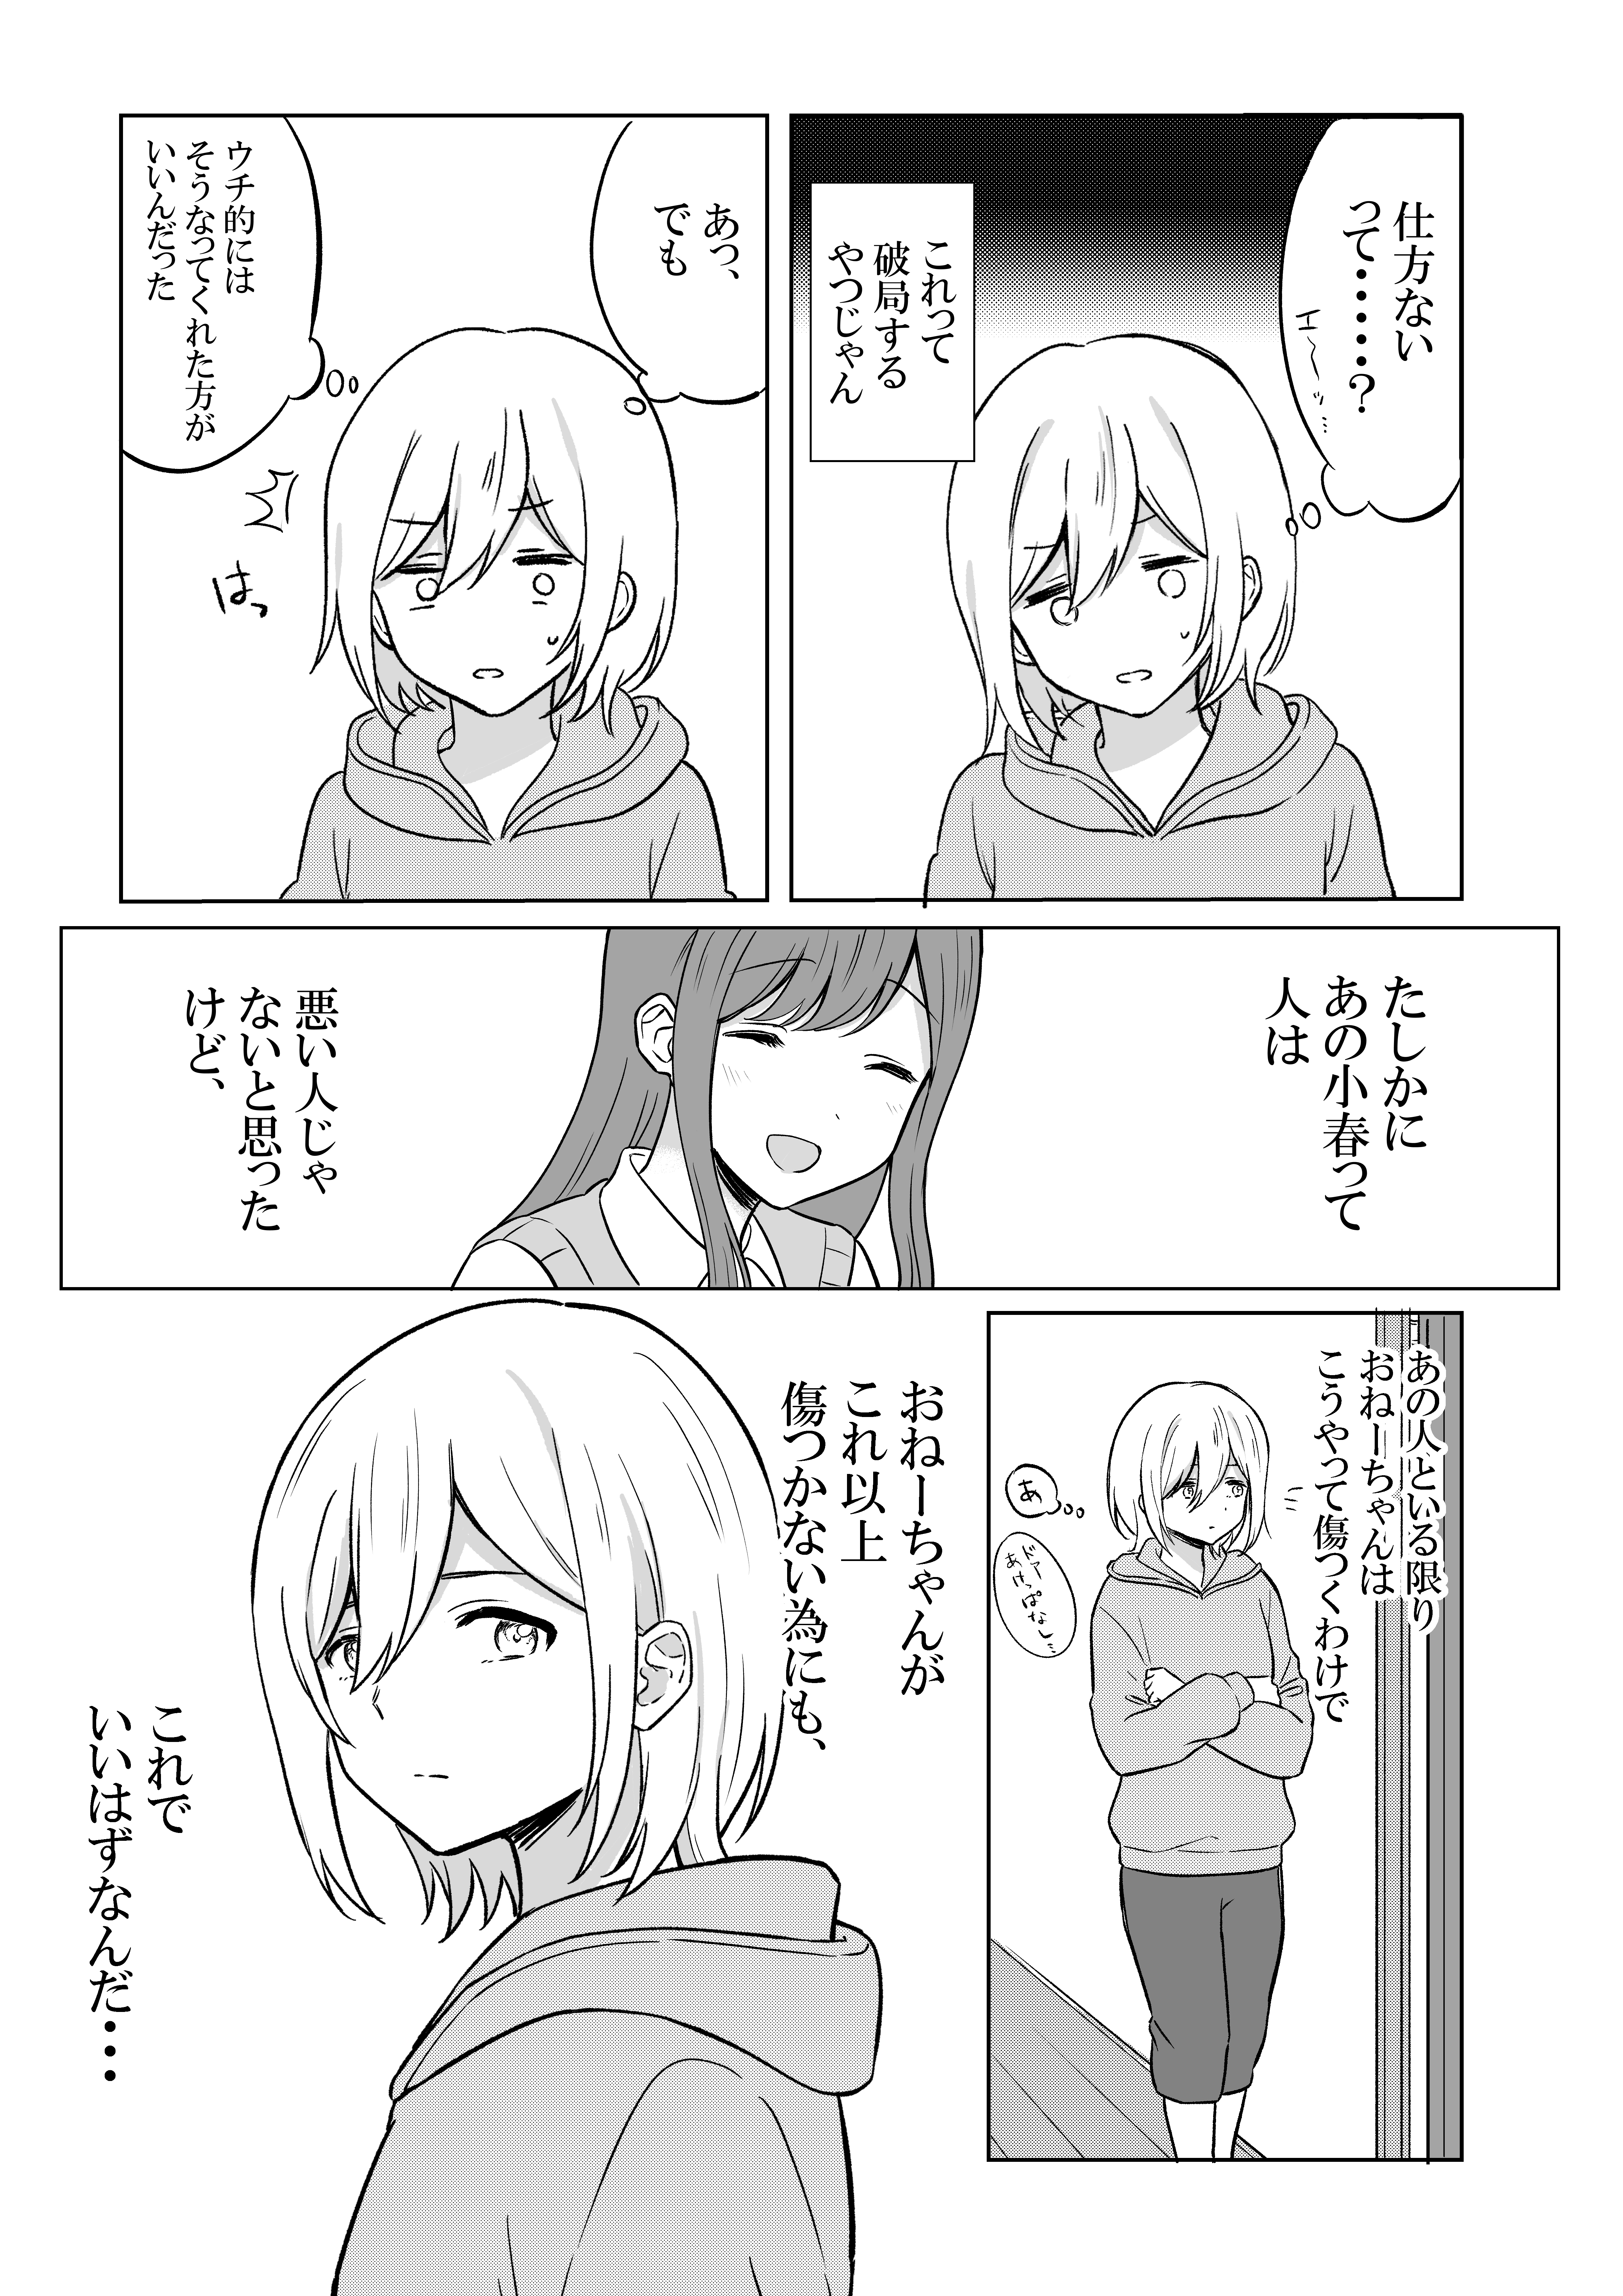 仕方ない
って・・・・・・?
エ〜ッ…
これって
破局する
やつじゃん
あっ、
でも
ウチ的には
そうなってくれた方が
いいんだった
はっ
たしかに
あの小春って
人は
悪い人じゃ
ないと思った
けど、
あの人といる限り
おねーちゃんは
こうやって傷つくわけで
あ
ドア
あけっぱなし…
おねーちゃんが
これ以上
傷つかない為にも、
これで
いいはずなんだ・・・